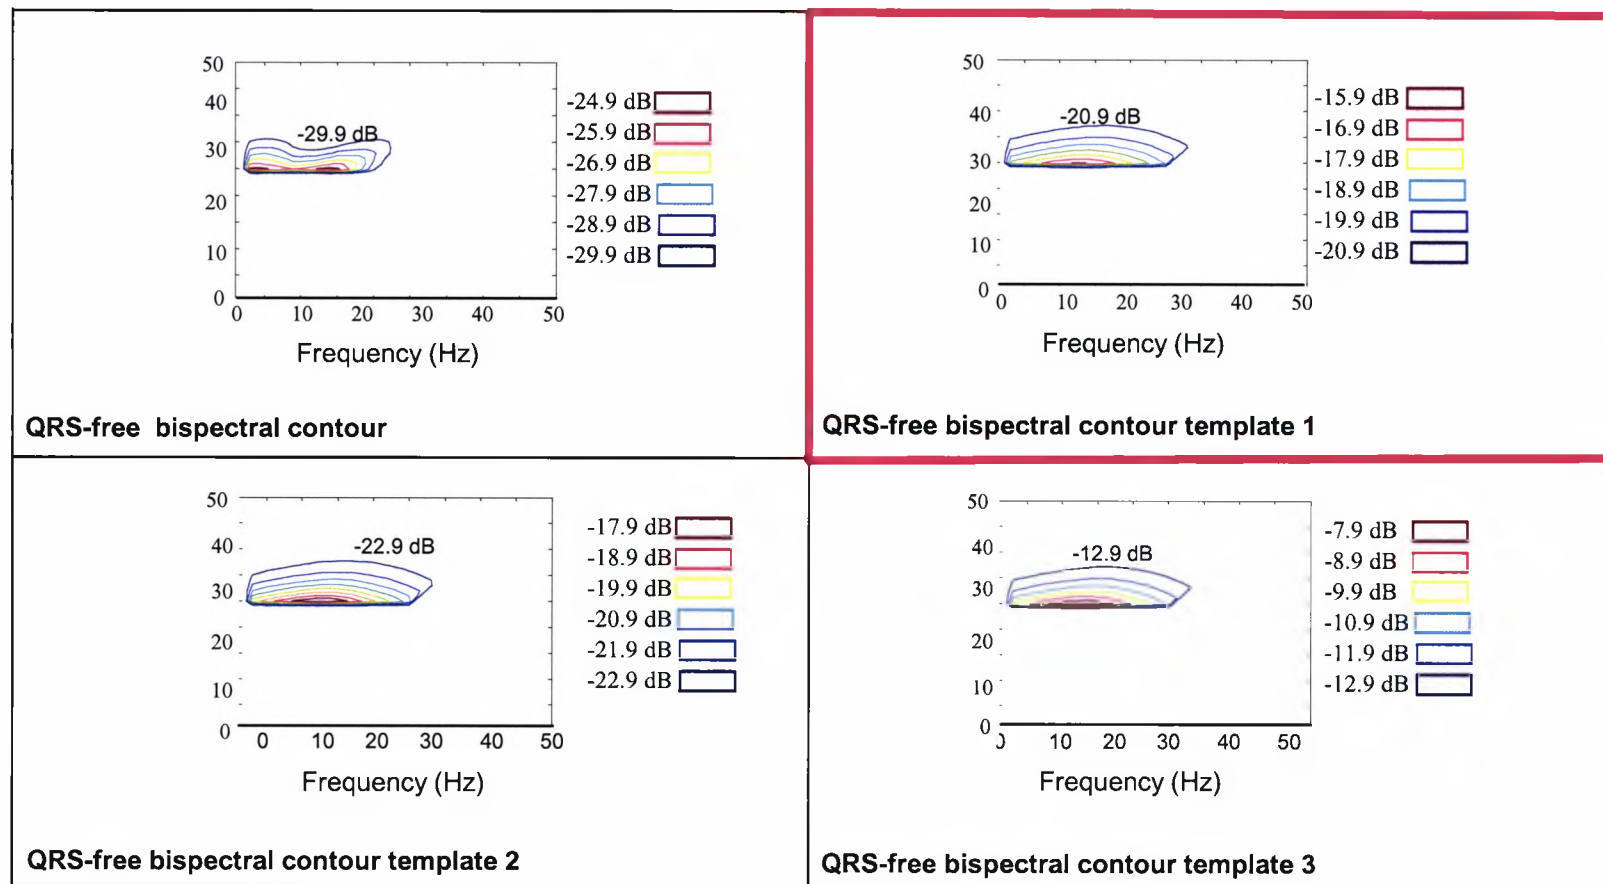 50
40
30
20
10
0
0 10 20 30 40 50
Frequency (Hz)
-29.9 dB
-24.9 dB
-25.9 dB
-26.9 dB
-27.9 dB
-28.9 dB
-29.9 dB
QRS-free bispectral contour
50
40
30
20
10
0
0 10 20 30 40 50
Frequency (Hz)
-20.9 dB
-15.9 dB
-16.9 dB
-17.9 dB
-18.9 dB
-19.9 dB
-20.9 dB
QRS-free bispectral contour template 1
50
40
30
20
10
0
0 10 20 30 40 50
Frequency (Hz)
-22.9 dB
-17.9 dB
-18.9 dB
-19.9 dB
-20.9 dB
-21.9 dB
-22.9 dB
QRS-free bispectral contour template 2
50
40
30
20
10
0
10 20 30 40 50
Frequency (Hz)
-12.9 dB
-7.9 dB
-8.9 dB
-9.9 dB
-10.9 dB
-11.9 dB
-12.9 dB
QRS-free bispectral contour template 3